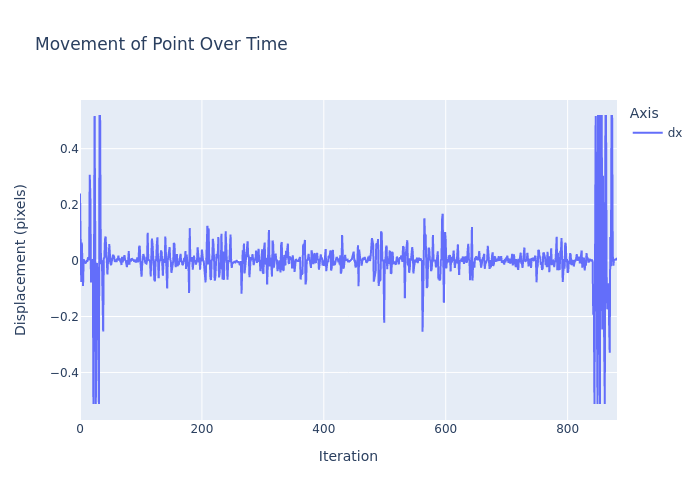 Movement of Point Over Time
Axis
dx
0.4
0.2
0
−0.2
−0.4
Displacement (pixels)
0
200
400
600
800
Iteration